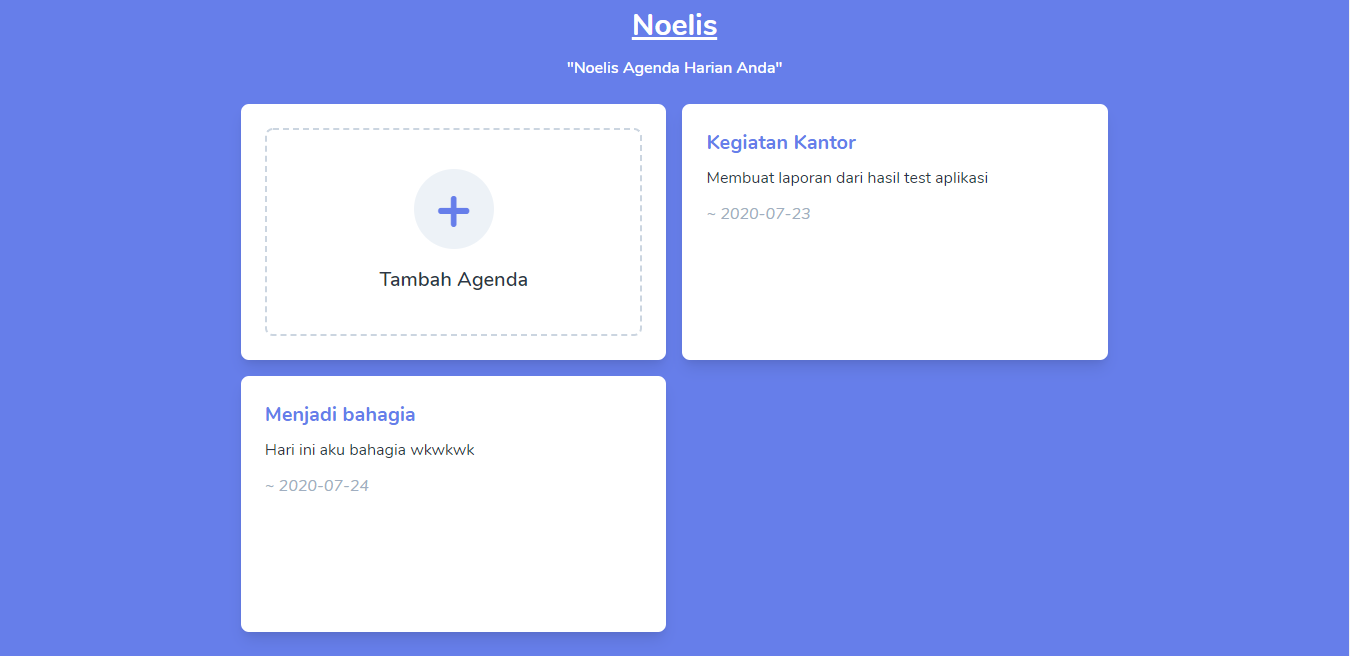 Noelis
"Noelis Agenda Harian Anda"
Tambah Agenda
Kegiatan Kantor
Membuat laporan dari hasil test aplikasi
~ 2020-07-23
Menjadi bahagia
Hari ini aku bahagia wkwkwk
~ 2020-07-24